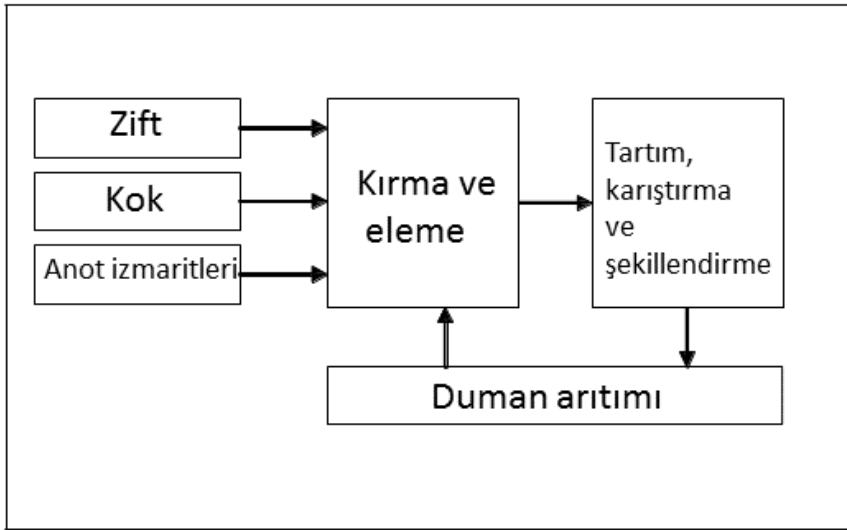 Zift
Kok
Anot izmaritleri
Kırma ve
eleme
Tartım,
karıştırma
ve
şekillendirme
Duman arıtımı